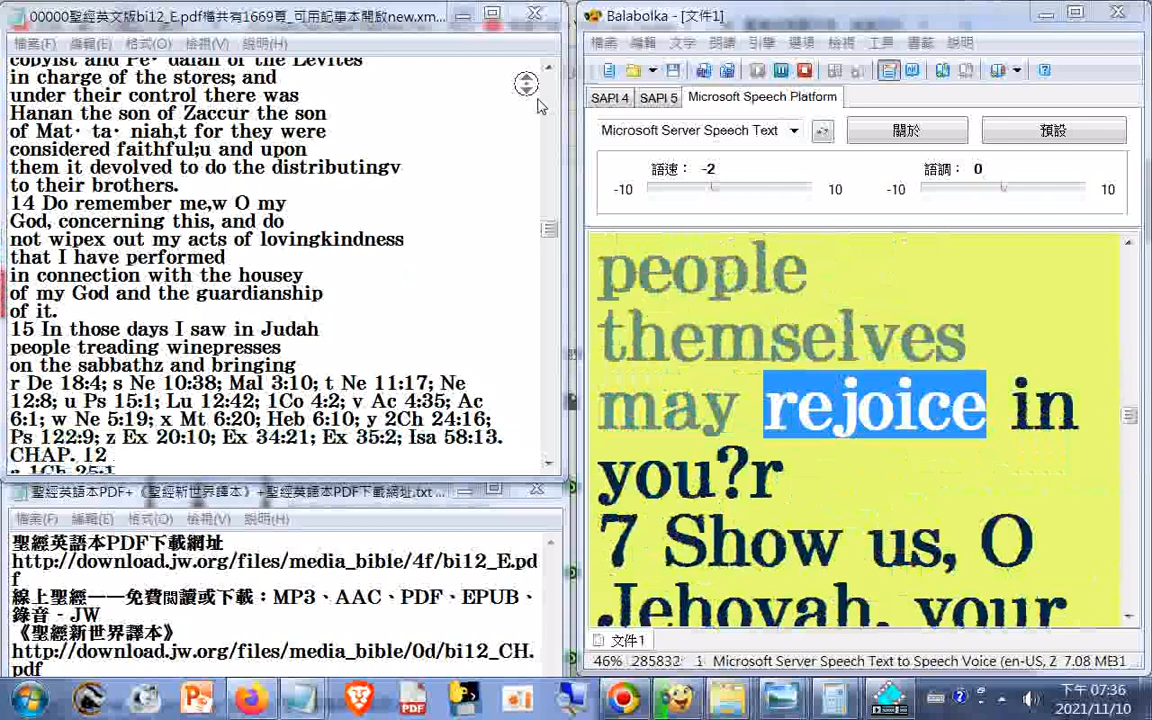 00000聖經英文版bi12_E.pdf檔共有1669頁_可用記事本開啟new.xm...
檔案(F) 編輯(E) 格式(O) 檢視(V) 說明(H)
copyist and Pe· daiah of the Levites
in charge of the stores; and
under their control there was
Hanan the son of Zaccur the son
of Mat· ta· niah,t for they were
considered faithful;u and upon
them it devolved to do the distributingv
to their brothers.
14 Do remember me,w O my
God, concerning this, and do
not wipex out my acts of lovingkindness
that I have performed
in connection with the housey
of my God and the guardianship
of it.
15 In those days I saw in Judah
people treading winepresses
on the sabbathz and bringing
r De 18:4; s Ne 10:38; Mal 3:10; t Ne 11:17; Ne
12:8; u Ps 15:1; Lu 12:42; 1Co 4:2; v Ac 4:35; Ac
6:1; w Ne 5:19; x Mt 6:20; Heb 6:10; y 2Ch 24:16;
Ps 122:9; z Ex 20:10; Ex 34:21; Ex 35:2; Isa 58:13.
CHAP. 12
a 1Ch 25:1
聖經英語本PDF+《聖經新世界譯本》+聖經英語本PDF下載網址.txt ...
檔案(F) 編輯(E) 格式(O) 檢視(V) 說明(H)
聖經英語本PDF下載網址
http://download.jw.org/files/media_bible/4f/bi12_E.pd
f
線上聖經——免費閱讀或下載：MP3、AAC、PDF、EPUB、
錄音 - JW
《聖經新世界譯本》
http://download.jw.org/files/media_bible/0d/bi12_CH.
pdf
Balabolka - [文件1]
檔案 編輯 文字 朗讀 引擎 選項 檢視 工具 書籤 說明
SAPI 4 SAPI 5 Microsoft Speech Platform
Microsoft Server Speech Text 關於 預設
語速： -2 語調： 0
-10 10 -10 10
people
themselves
may rejoice in
you?r
7 Show us, O
Jehovah, your
文件1
46% 285832 1 Microsoft Server Speech Text to Speech Voice (en-US, Z 7.08 MB1
下午 07:36
2021/11/10